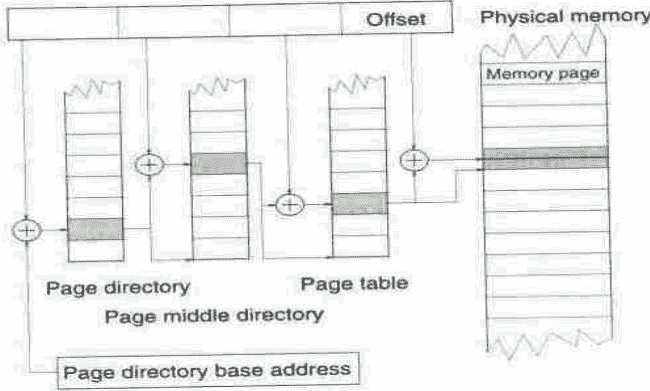 Offset
Physical memory
Memory page
Page directory
Page table
Page middle directory
Page directory base address